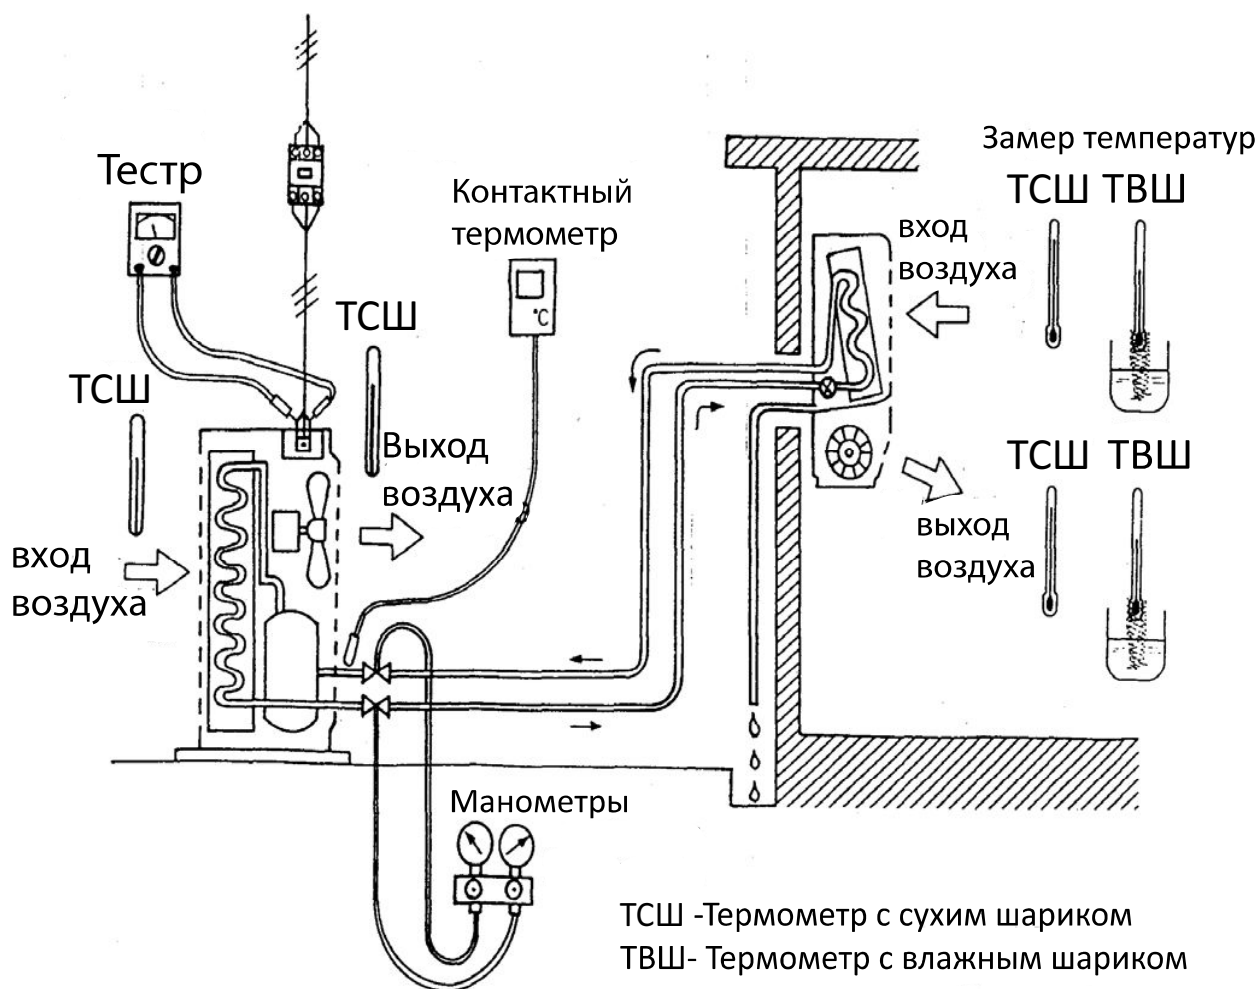 Замер температур
Тестр
ТСШ ТВШ
Контактный
термометр
вход
воздуха
°C
ТСШ
ТСШ
Выход
воздуха
ТСШ ТВШ
выход
воздуха
вход
воздуха
Манометры
ТСШ -Термометр с сухим шариком
ТВШ- Термометр с влажным шариком